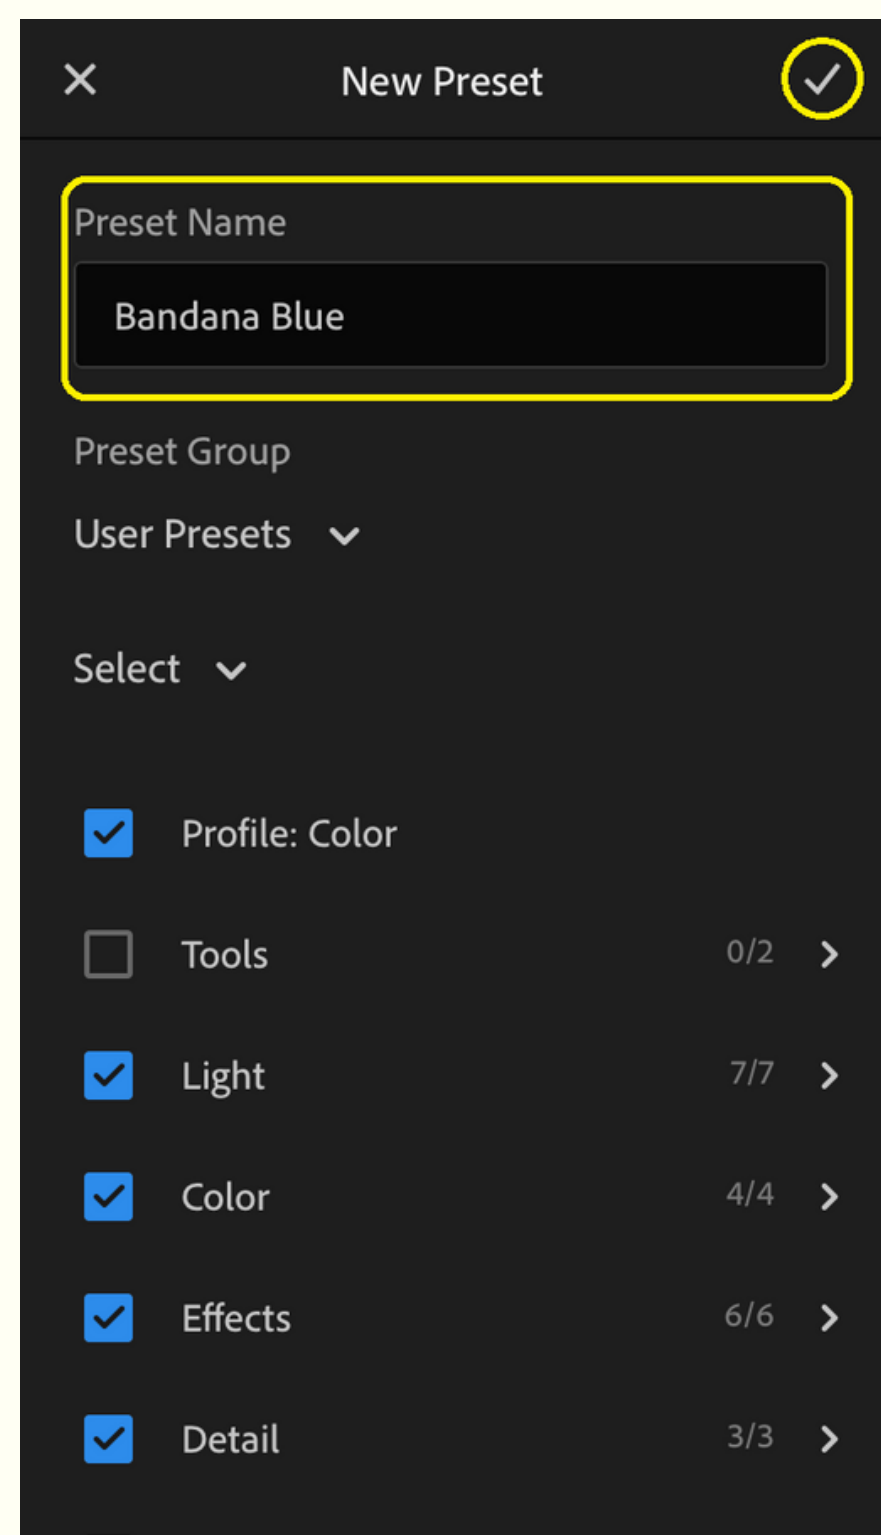 New Preset
Preset Name
Bandana Blue
Preset Group
User Presets
Select
Profile: Color
Tools 0/2
Light 7/7
Color 4/4
Effects 6/6
Detail 3/3